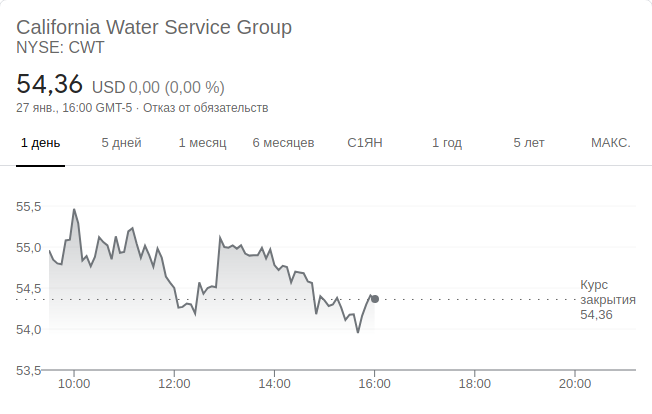 California Water Service Group
NYSE: CWT
54,36 USD 0,00 (0,00 %)
27 янв., 16:00 GMT-5 · Отказ от обязательств
1 день 5 дней 1 месяц 6 месяцев С1ЯН 1 год 5 лет МАКС.
55,5
55,0
54,5
Курс
закрытия
54,36
54,0
53,5
10:00 12:00 14:00 16:00 18:00 20:00